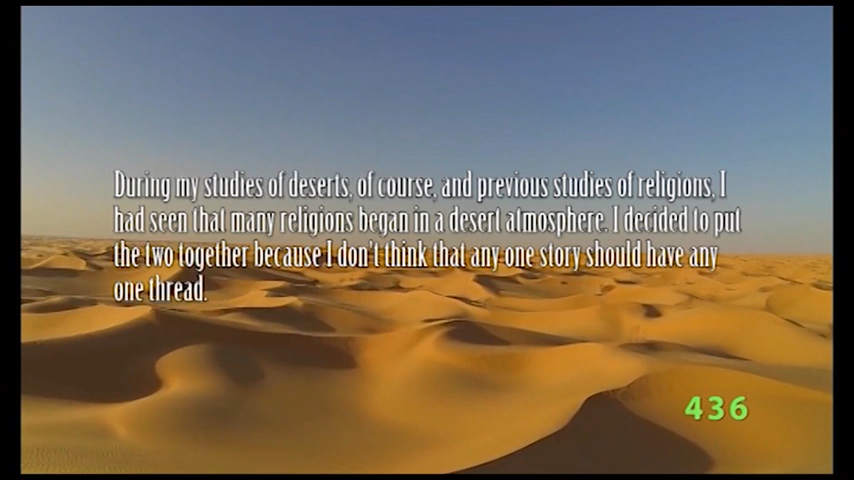 During my studies of deserts, of course, and previous studies of religions, I
had seen that many religions began in a desert atmosphere. I decided to put
the two together because I don't think that any one story should have any
one thread.
436